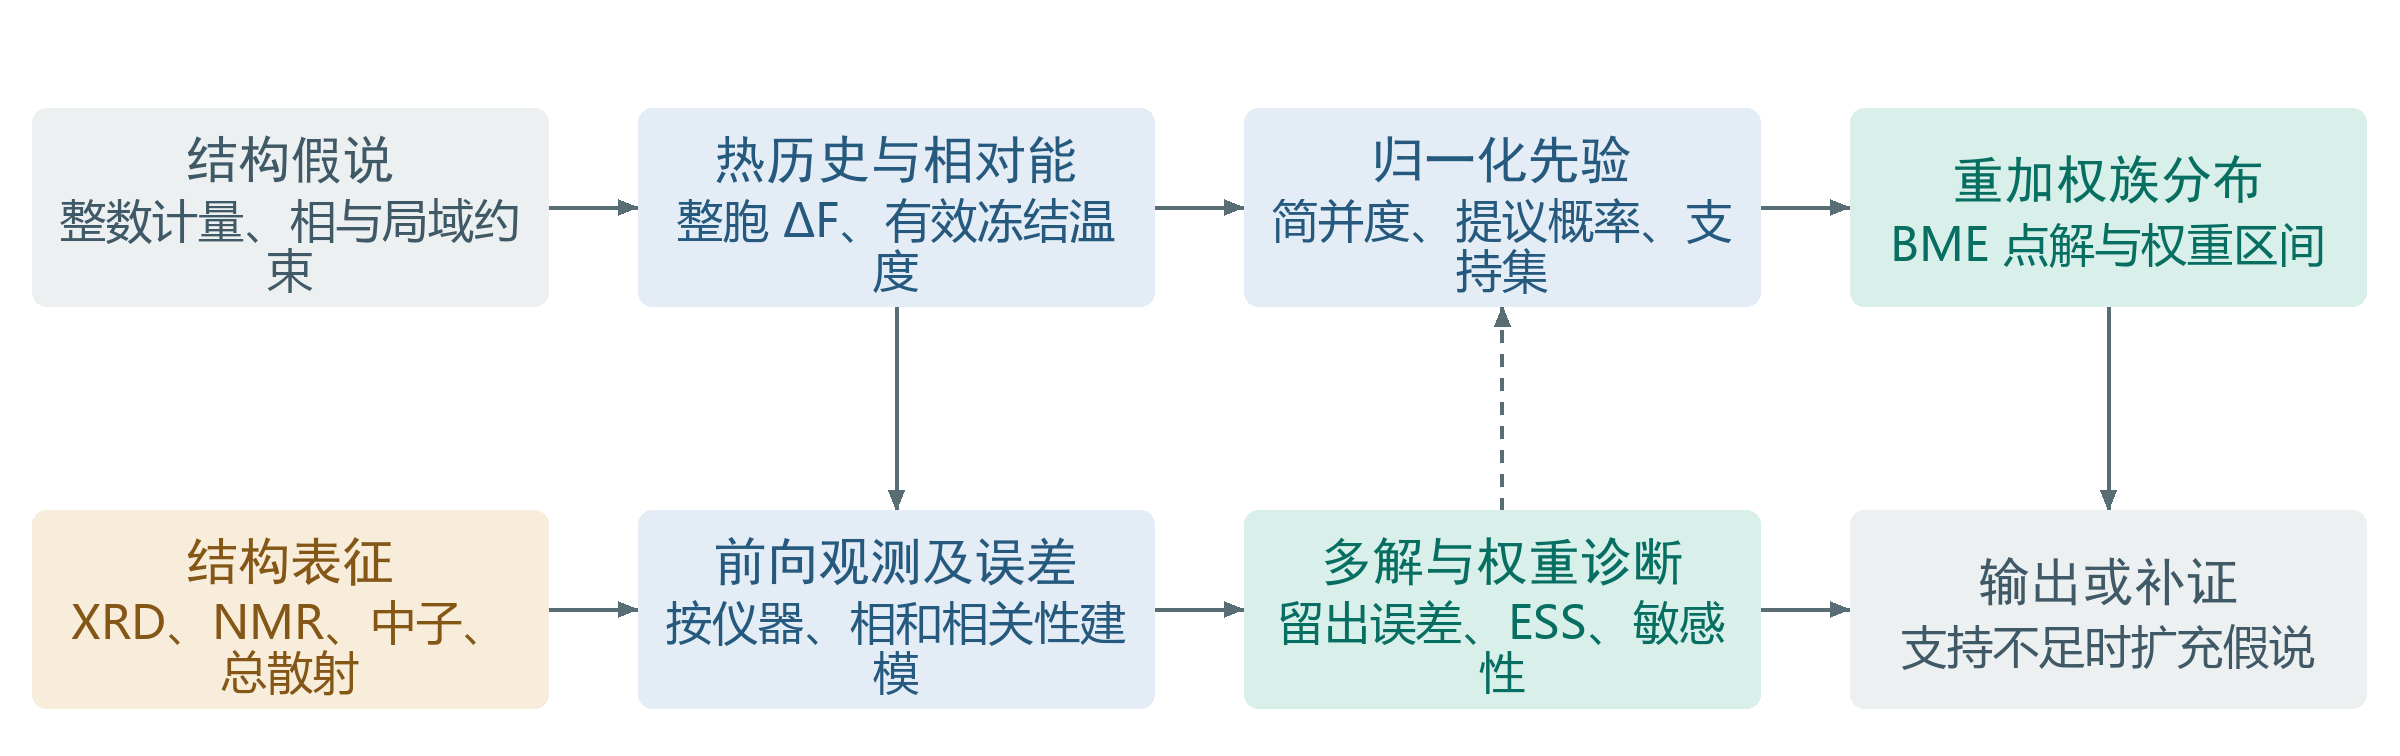 结构假说
整数计量、相与局域约
束
热历史与相对能
整胞 ΔF、有效冻结温
度
归一化先验
简并度、提议概率、支
持集
重加权族分布
BME 点解与权重区间
结构表征
XRD、NMR、中子、
总散射
前向观测及误差
按仪器、相和相关性建
模
多解与权重诊断
留出误差、ESS、敏感
性
输出或补证
支持不足时扩充假说